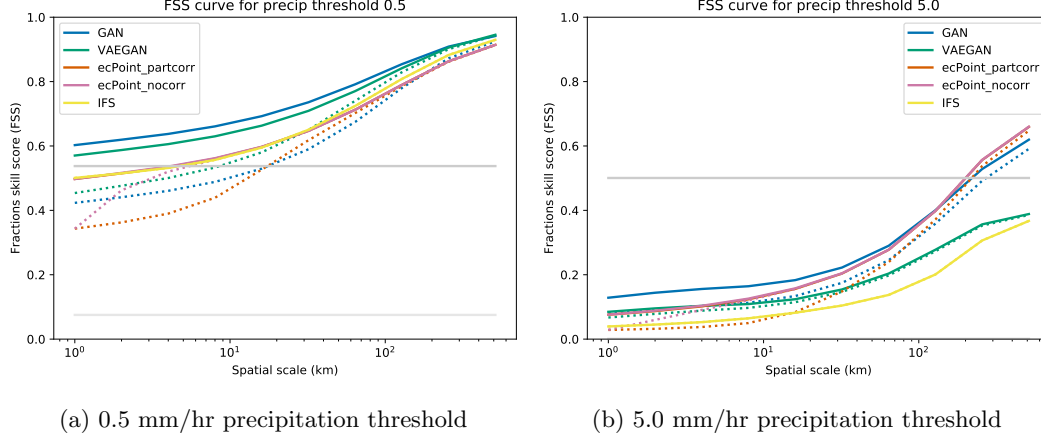 FSS curve for precip threshold 0.5
Fractions skill score (FSS)
1.0
0.8
0.6
0.4
0.2
0.0
GAN
VAEGAN
ecPoint_partcorr
ecPoint_nocorr
IFS
10^0
10^1
10^2
Spatial scale (km)
(a) 0.5 mm/hr precipitation threshold
FSS curve for precip threshold 5.0
Fractions skill score (FSS)
1.0
0.8
0.6
0.4
0.2
0.0
GAN
VAEGAN
ecPoint_partcorr
ecPoint_nocorr
IFS
10^0
10^1
10^2
Spatial scale (km)
(b) 5.0 mm/hr precipitation threshold